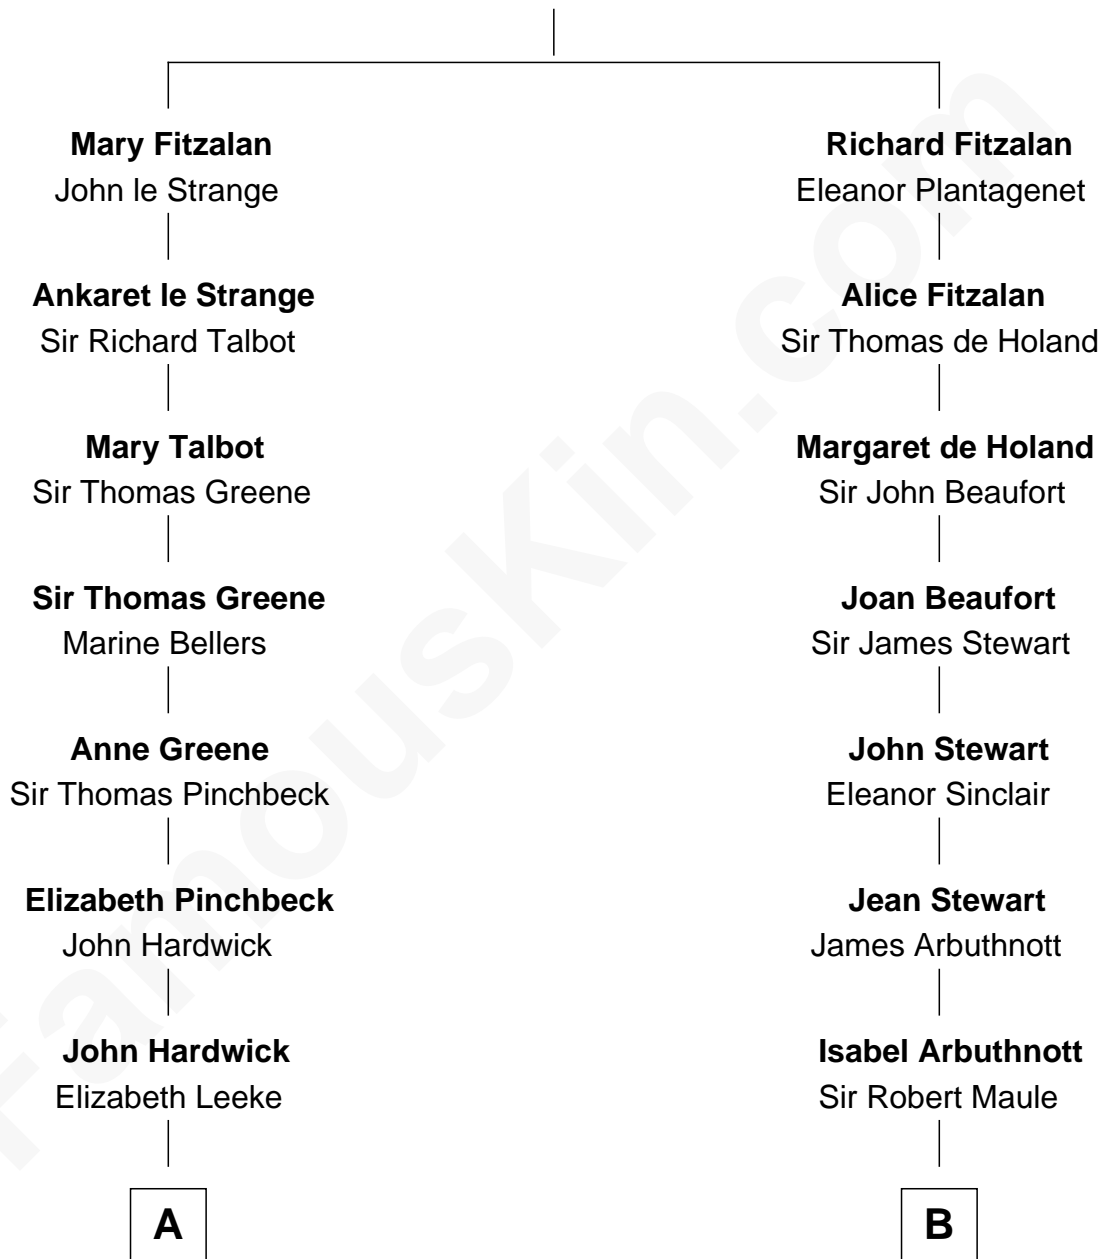 Mary Fitzalan
John le Strange
Richard Fitzalan
Eleanor Plantagenet
Ankaret le Strange
Sir Richard Talbot
Alice Fitzalan
Sir Thomas de Holand
Mary Talbot
Sir Thomas Greene
Margaret de Holand
Sir John Beaufort
Sir Thomas Greene
Marine Bellers
Joan Beaufort
Sir James Stewart
Anne Greene
Sir Thomas Pinchbeck
John Stewart
Eleanor Sinclair
Elizabeth Pinchbeck
John Hardwick
Jean Stewart
James Arbuthnott
John Hardwick
Elizabeth Leeke
Isabel Arbuthnott
Sir Robert Maule
A
B
FamousKin.com